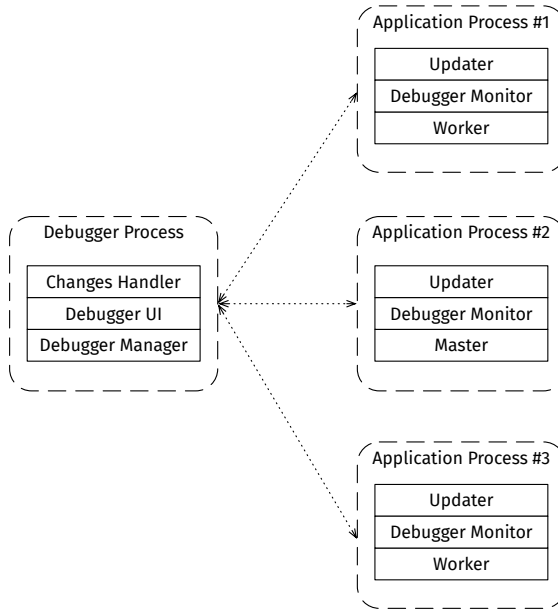 Application Process #1
Updater
Debugger Monitor
Worker
Debugger Process
Changes Handler
Debugger UI
Debugger Manager
Application Process #2
Updater
Debugger Monitor
Master
Application Process #3
Updater
Debugger Monitor
Worker